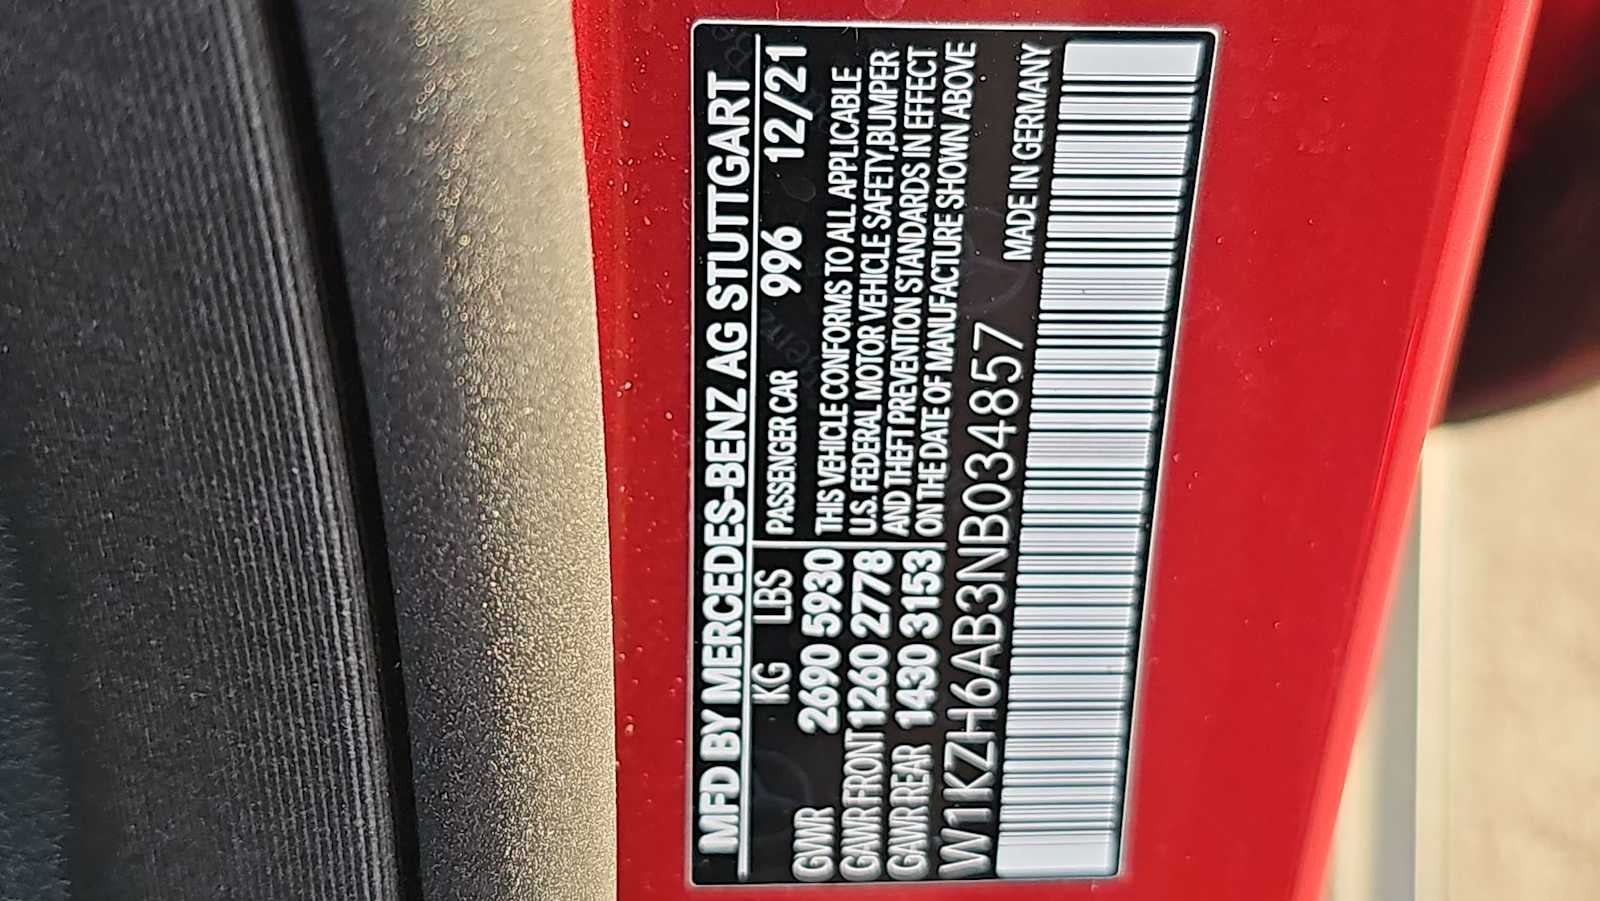 MFD BY MERCEDES-BENZ AG STUTTGART
KG LBS PASSENGER CAR 996 12/21
GWR 2690 5930 THIS VEHICLE CONFORMS TO ALL APPLICABLE
GAWR FRONT 1260 2778 U.S. FEDERAL MOTOR VEHICLE SAFETY,BUMPER
GAWR REAR 1430 3153 AND THEFT PREVENTION STANDARDS IN EFFECT
ON THE DATE OF MANUFACTURE SHOWN ABOVE
W1KZH6AB3NB034857 MADE IN GERMANY